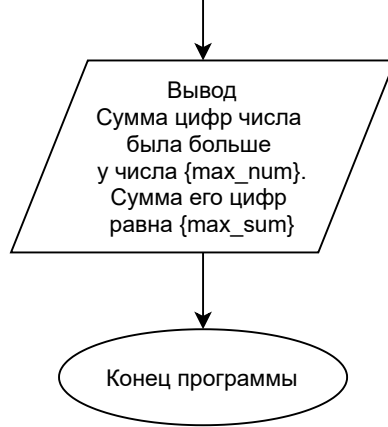 Вывод
Сумма цифр числа
была больше
у числа {max_num}.
Сумма его цифр
равна {max_sum}
Конец программы